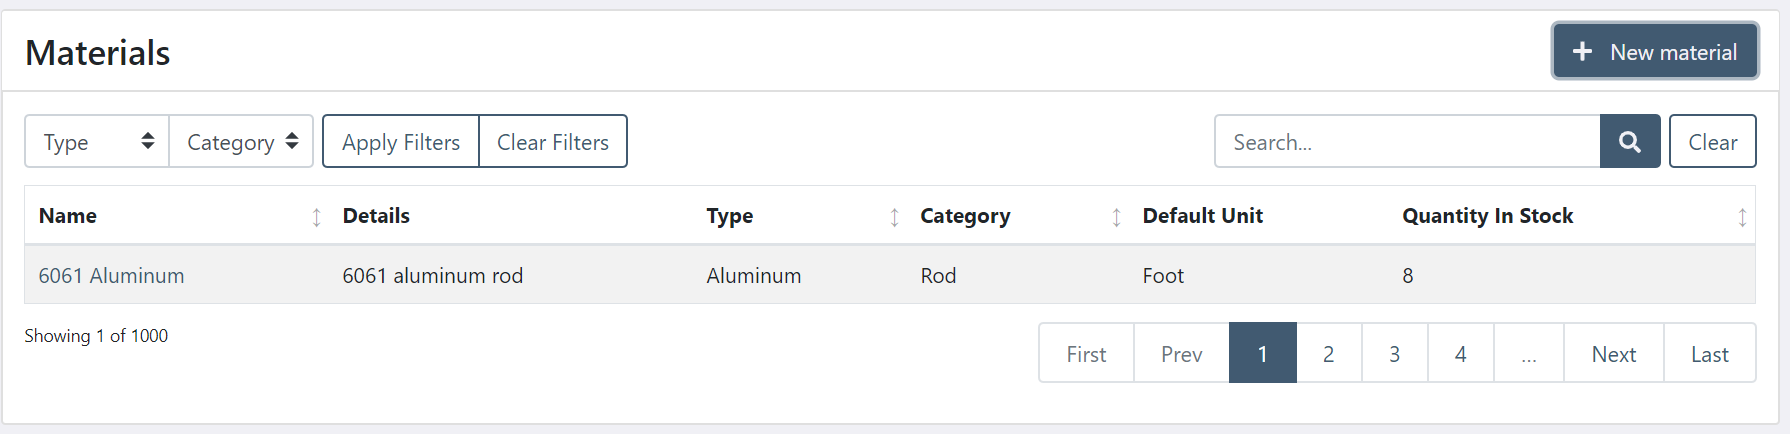 Materials
New material
Type Category Apply Filters Clear Filters Search... Clear
Name Details Type Category Default Unit Quantity In Stock
6061 Aluminum 6061 aluminum rod Aluminum Rod Foot 8
Showing 1 of 1000
First Prev 1 2 3 4 ... Next Last